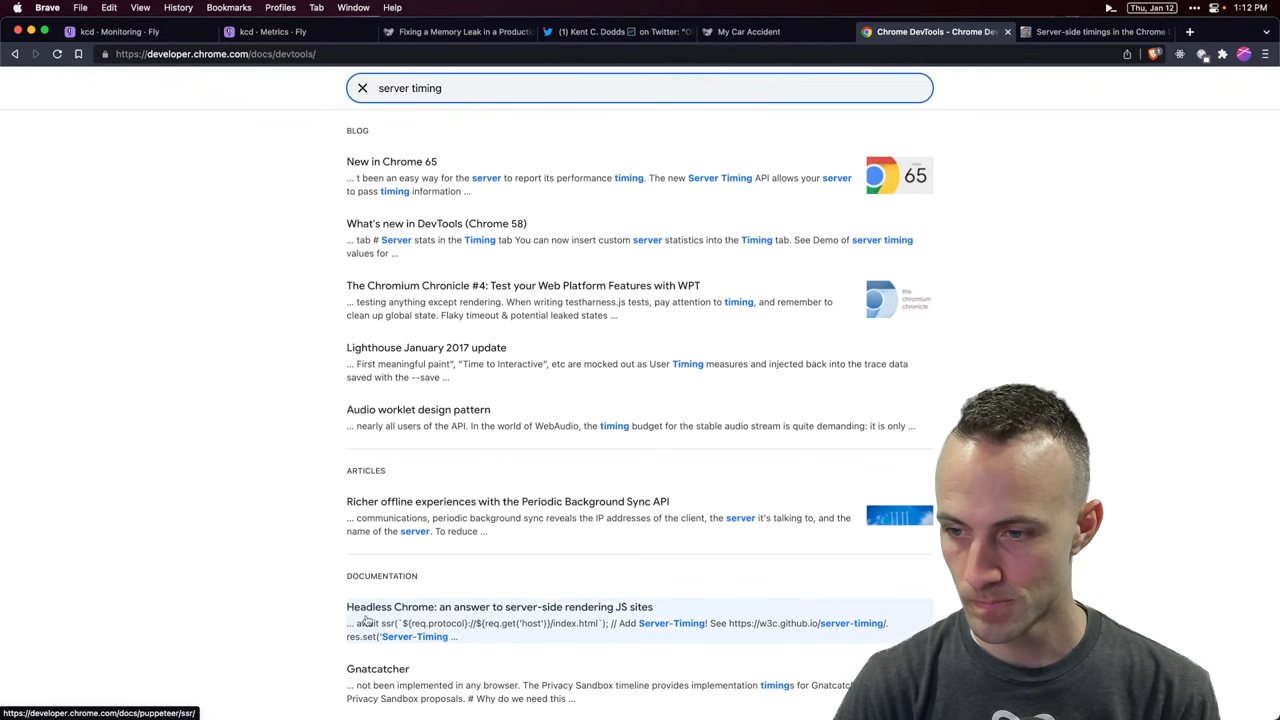 Brave File Edit View History Bookmarks Profiles Tab Window Help Thu, Jan 12 1:12 PM
kcd - Monitoring - Fly kcd · Metrics · Fly Fixing a Memory Leak in a Producti (1) Kent C. Dodds on Twitter: "O My Car Accident Chrome DevTools - Chrome Dev Server-side timings in the Chrome D
https://developer.chrome.com/docs/devtools/
server timing
BLOG
New in Chrome 65
... t been an easy way for the server to report its performance timing. The new Server Timing API allows your server
to pass timing information ...
65
What's new in DevTools (Chrome 58)
... tab # Server stats in the Timing tab You can now insert custom server statistics into the Timing tab. See Demo of server timing
values for ...
The Chromium Chronicle #4: Test your Web Platform Features with WPT
... testing anything except rendering. When writing testharness.js tests, pay attention to timing, and remember to
clean up global state. Flaky timeout & potential leaked states ...
the
chromium
chronicle
Lighthouse January 2017 update
... First meaningful paint", "Time to Interactive", etc are mocked out as User Timing measures and injected back into the trace data
saved with the --save ...
Audio worklet design pattern
... nearly all users of the API. In the world of WebAudio, the timing budget for the stable audio stream is quite demanding: it is only ...
ARTICLES
Richer offline experiences with the Periodic Background Sync API
... communications, periodic background sync reveals the IP addresses of the client, the server it's talking to, and the
name of the server. To reduce ...
DOCUMENTATION
Headless Chrome: an answer to server-side rendering JS sites
... await ssr(`${req.protocol}://${req.get('host')}/index.html`); // Add Server-Timing! See https://w3c.github.io/server-timing/.
res.set('Server-Timing ...
Gnatcatcher
... not been implemented in any browser. The Privacy Sandbox timeline provides implementation timings for Gnatcatch
Privacy Sandbox proposals. # Why do we need this ...
https://developer.chrome.com/docs/puppeteer/ssr/